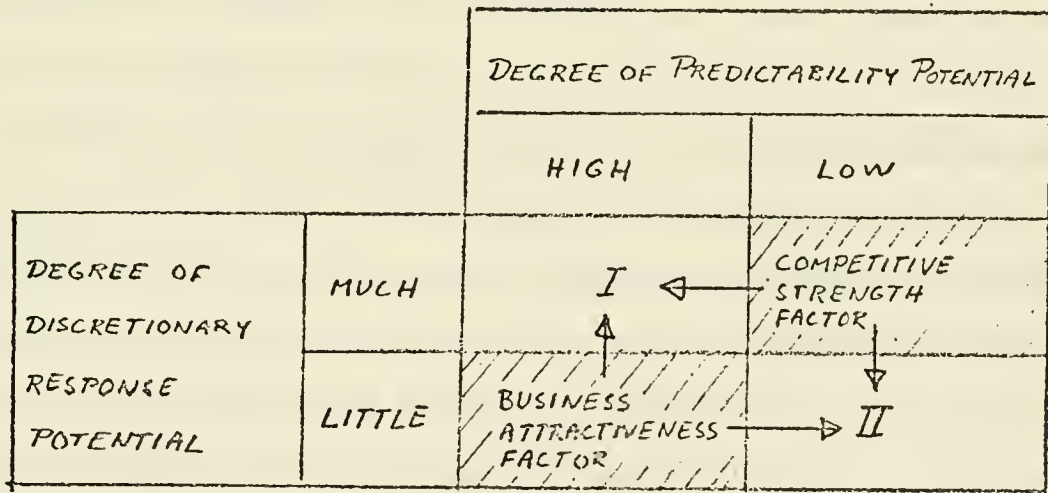 DEGREE OF PREDICTABILITY POTENTIAL
HIGH
LOW
DEGREE OF
DISCRETIONARY
RESPONSE
POTENTIAL
MUCH
I
COMPETITIVE
STRENGTH
FACTOR
LITTLE
BUSINESS
ATTRACTIVENESS
FACTOR
II